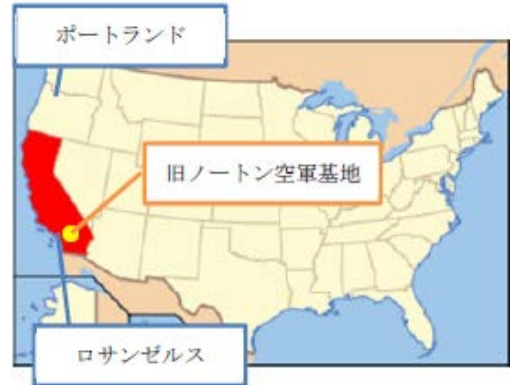 ポートランド
旧ノートン空軍基地
ロサンゼルス